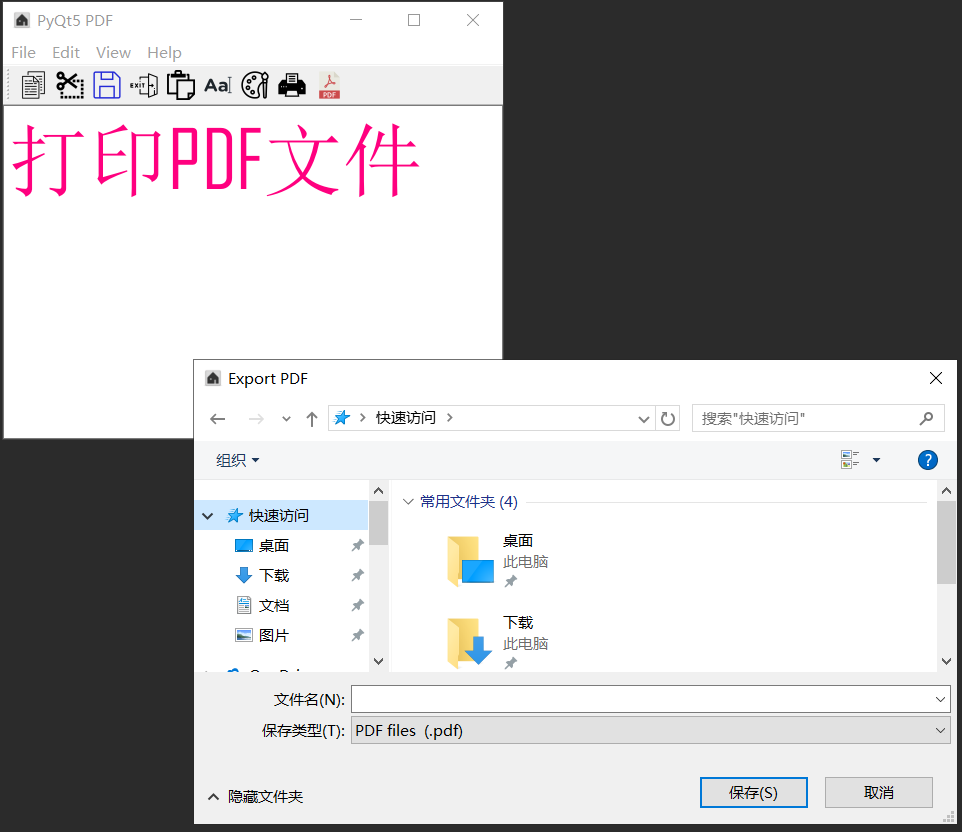 PyQt5 PDF
File Edit View Help
EXIT Aa PDF
打印PDF文件
Export PDF
快速访问
搜索"快速访问"
组织
?
快速访问
桌面
下载
文档
图片
常用文件夹 (4)
桌面
此电脑
下载
此电脑
文件名(N):
保存类型(T): PDF files (.pdf)
隐藏文件夹
保存(S)
取消